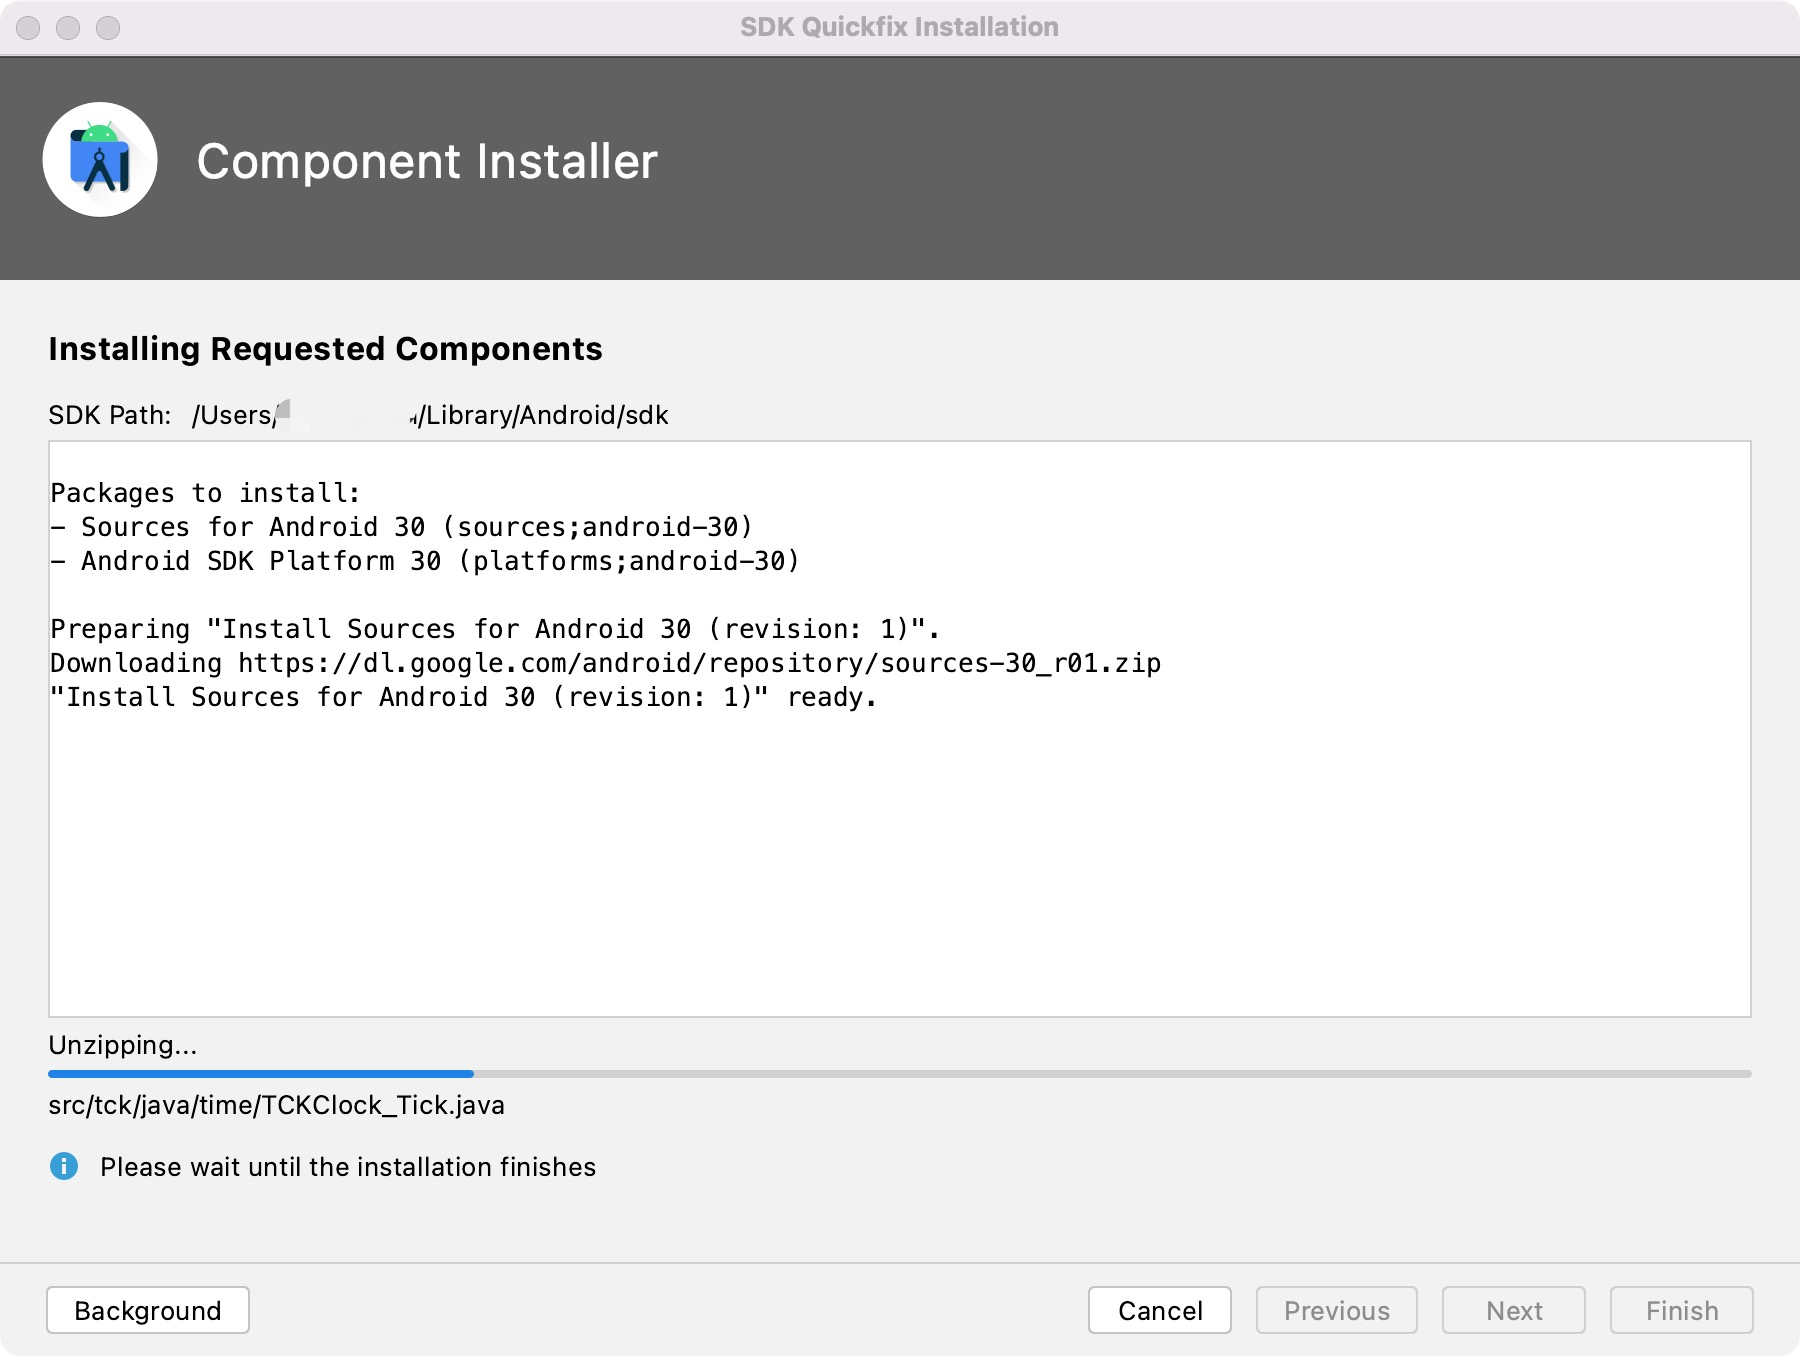 SDK Quickfix Installation
Component Installer
Installing Requested Components
SDK Path: /Users/ /Library/Android/sdk
Packages to install:
- Sources for Android 30 (sources;android-30)
- Android SDK Platform 30 (platforms;android-30)
Preparing "Install Sources for Android 30 (revision: 1)".
Downloading https://dl.google.com/android/repository/sources-30_r01.zip
"Install Sources for Android 30 (revision: 1)" ready.
Unzipping...
src/tck/java/time/TCKClock_Tick.java
Please wait until the installation finishes
Background Cancel Previous Next Finish